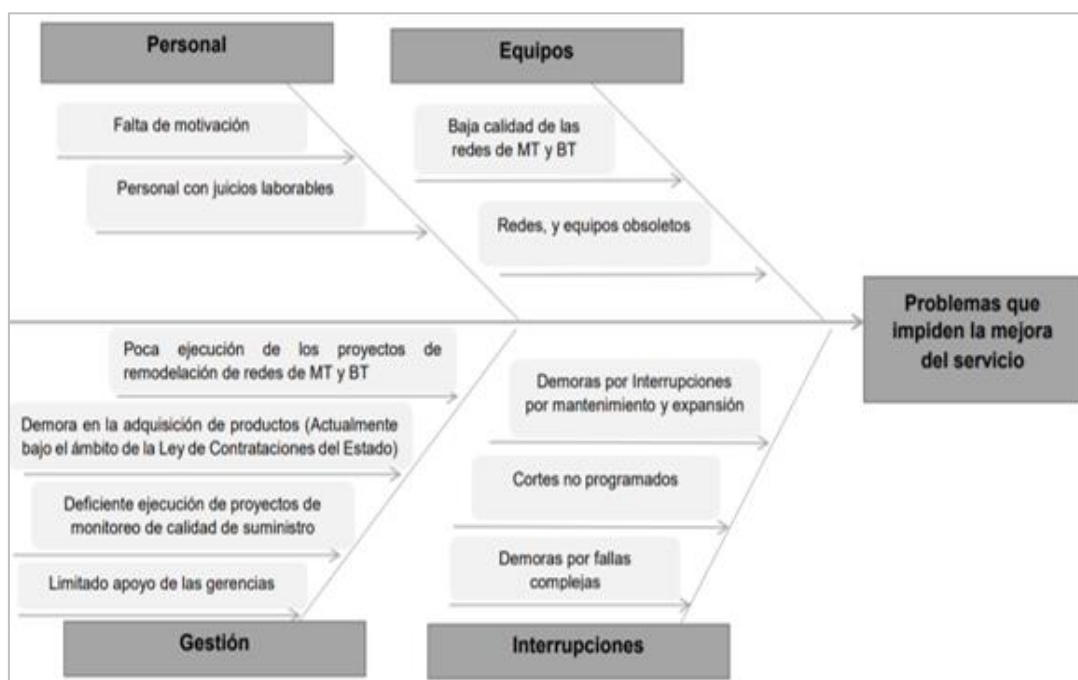 Personal
Equipos
Falta de motivación
Personal con juicios laborables
Baja calidad de las
redes de MT y BT
Redes, y equipos obsoletos
Problemas que
impiden la mejora
del servicio
Poca ejecución de los proyectos de
remodelación de redes de MT y BT
Demora en la adquisición de productos (Actualmente
bajo el ámbito de la Ley de Contrataciones del Estado)
Deficiente ejecución de proyectos de
monitoreo de calidad de suministro
Limitado apoyo de las gerencias
Demoras por Interrupciones
por mantenimiento y expansión
Cortes no programados
Demoras por fallas
complejas
Gestión
Interrupciones